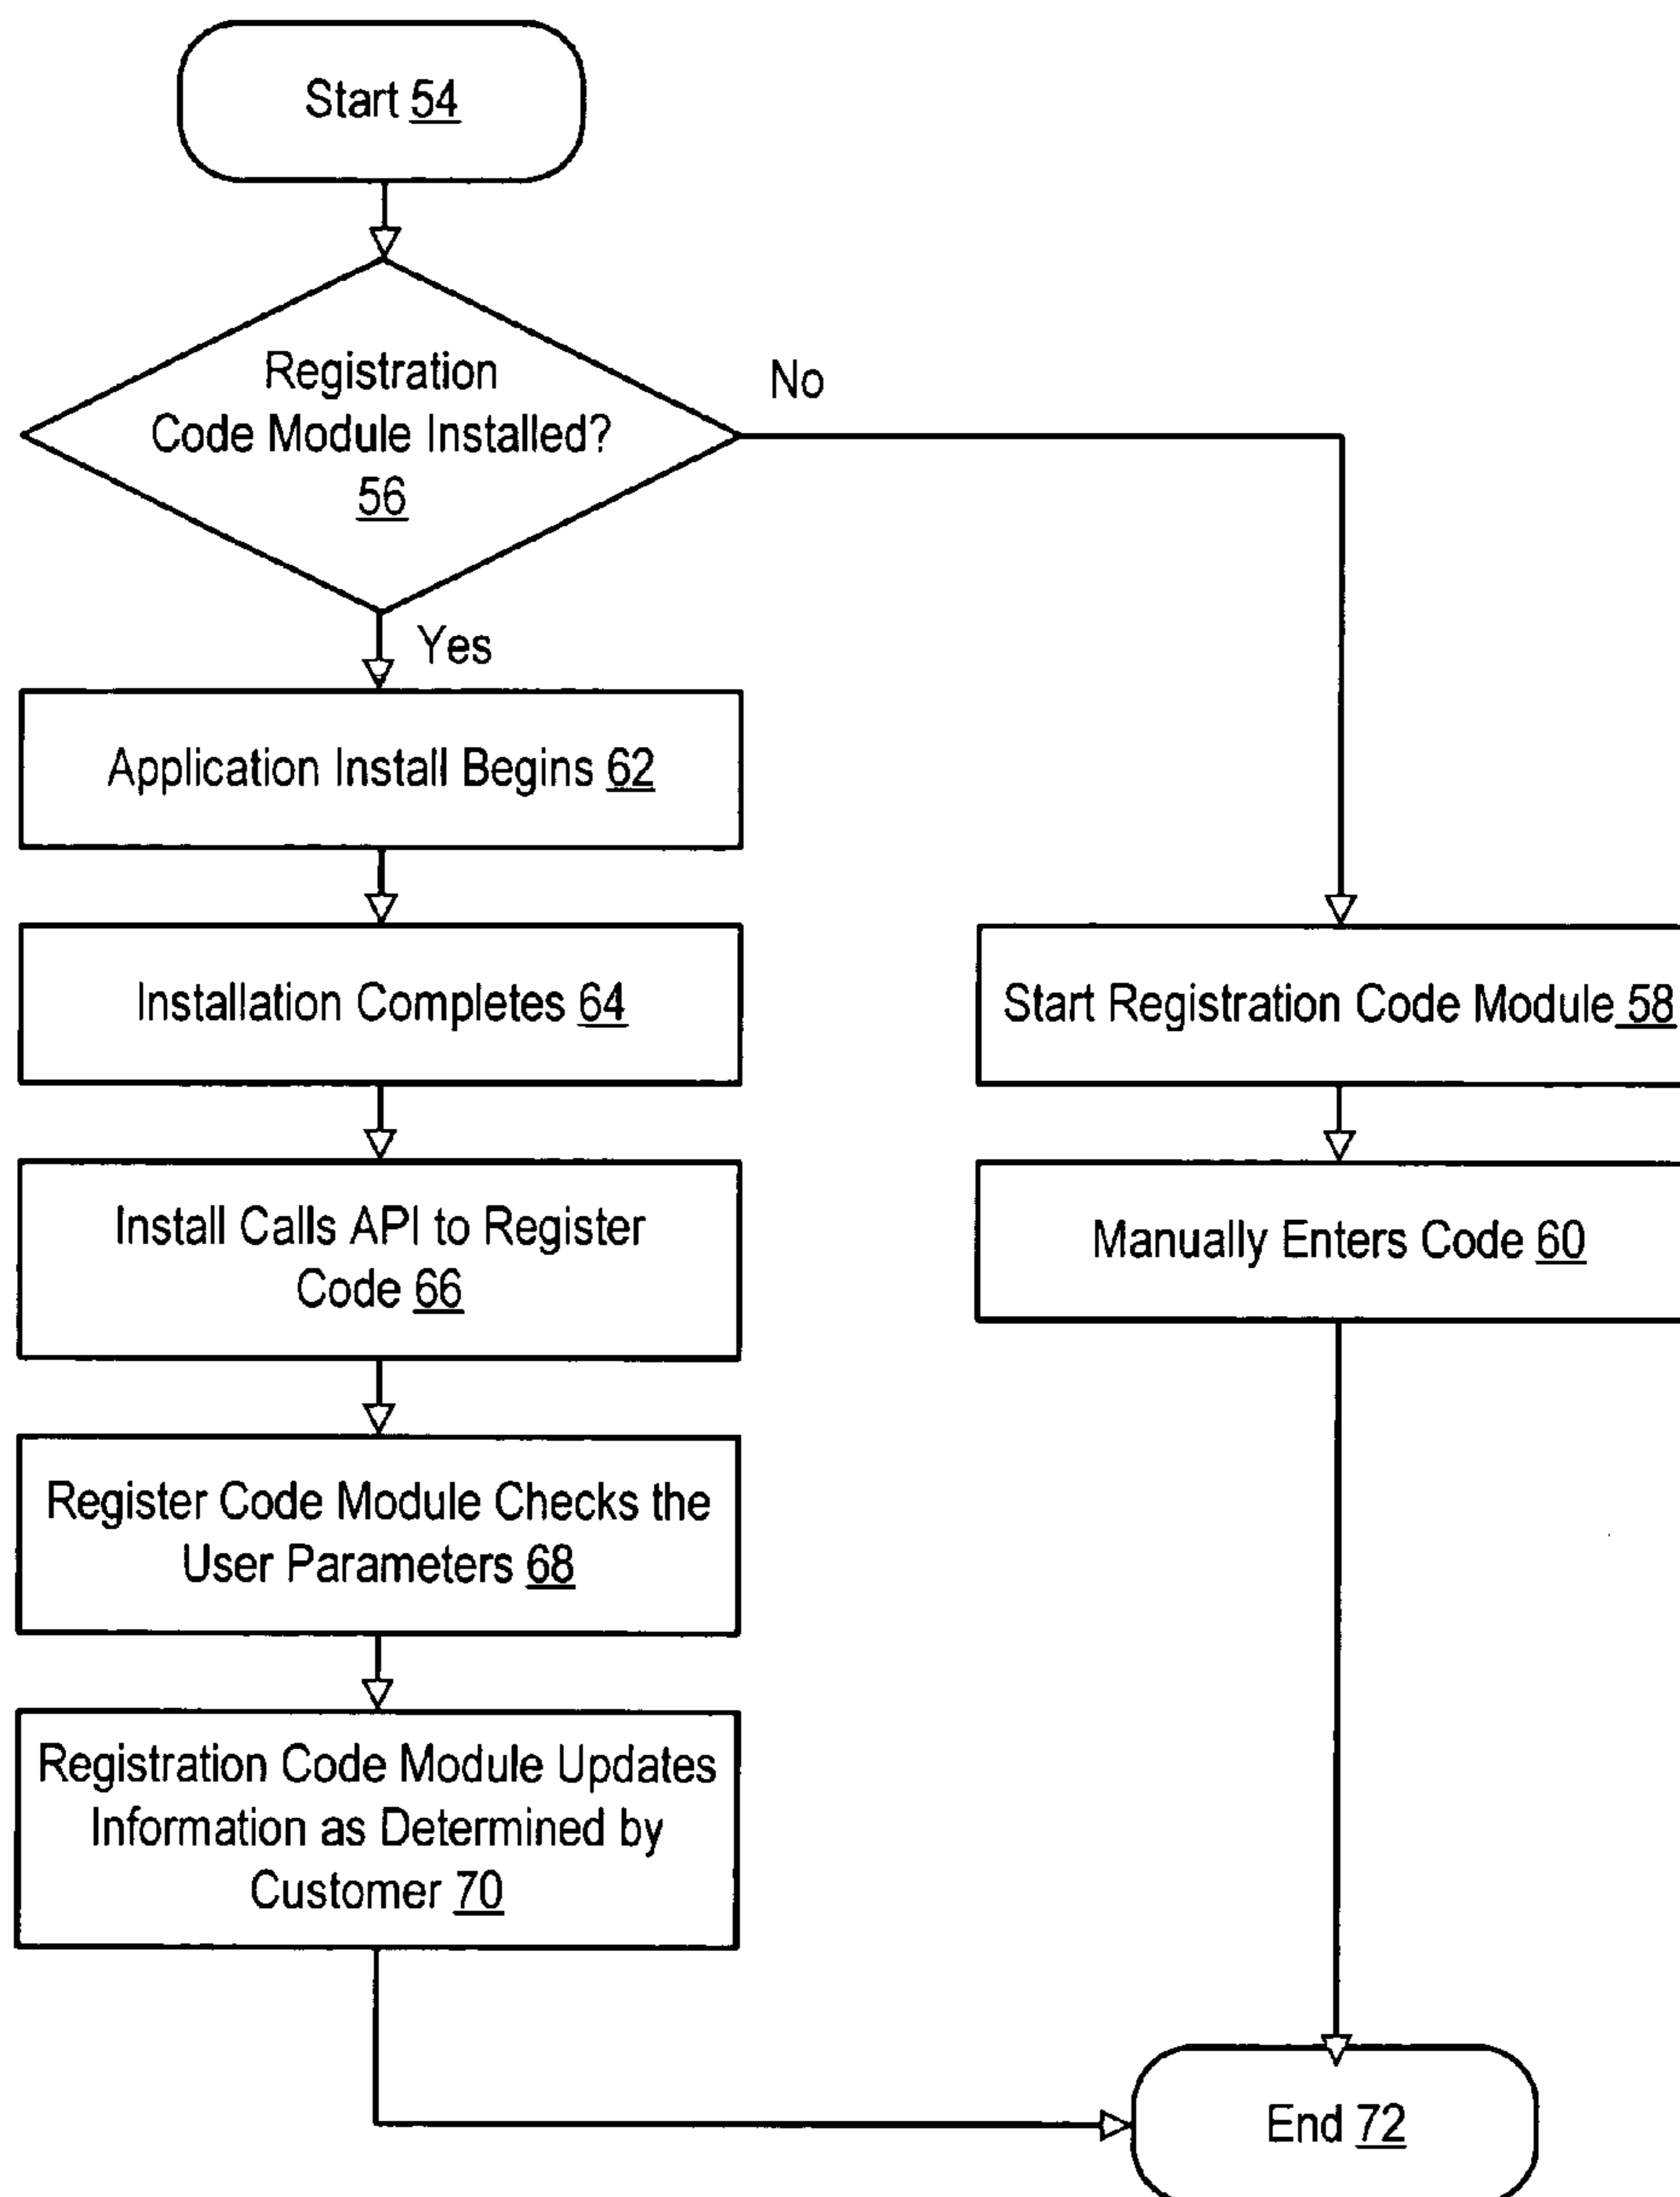 Start 54
Registration
Code Module Installed?
56
No
Yes
Application Install Begins 62
Installation Completes 64
Start Registration Code Module 58
Install Calls API to Register
Code 66
Manually Enters Code 60
Register Code Module Checks the
User Parameters 68
Registration Code Module Updates
Information as Determined by
Customer 70
End 72